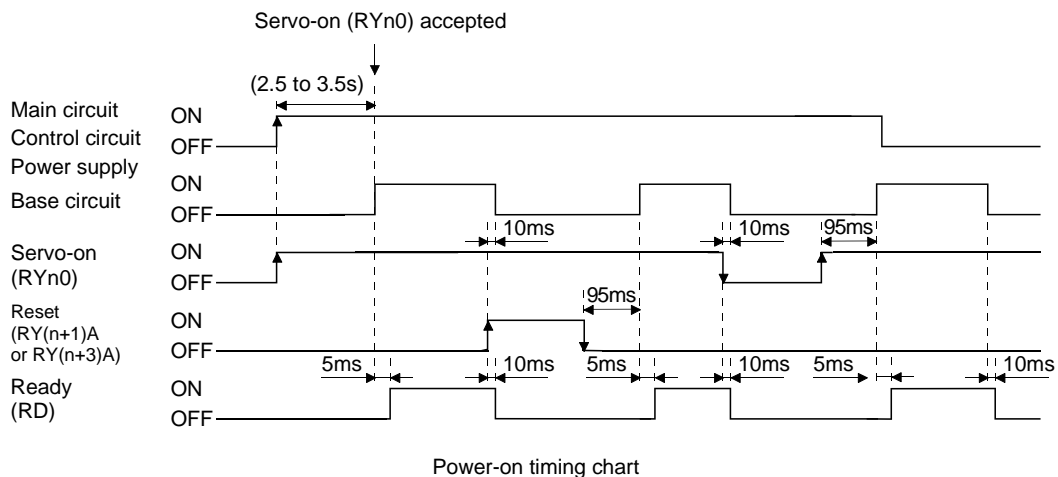 Servo-on (RYn0) accepted
(2.5 to 3.5s)
Main circuit
Control circuit
Power supply
ON
OFF
Base circuit
ON
OFF
10ms
10ms
95ms
Servo-on
(RYn0)
ON
OFF
95ms
Reset
(RY(n+1)A
or RY(n+3)A)
ON
OFF
5ms
10ms
5ms
10ms
5ms
10ms
Ready
(RD)
ON
OFF
Power-on timing chart